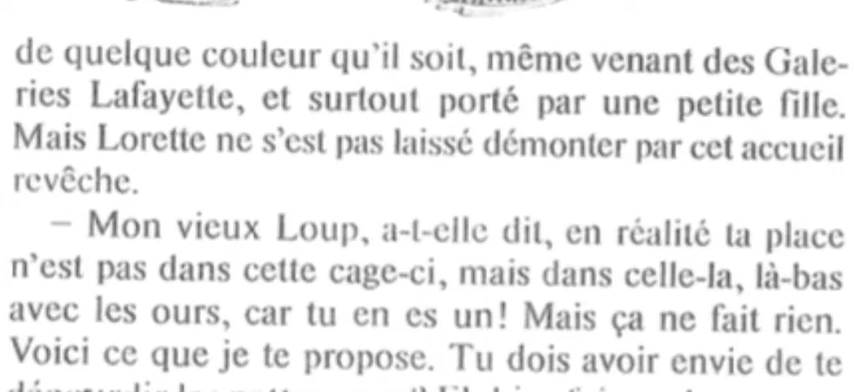 de quelque couleur qu'il soit, même venant des Gale-
ries Lafayette, et surtout porté par une petite fille.
Mais Lorette ne s'est pas laissé démonter par cet accueil
revêche.
– Mon vieux Loup, a-t-elle dit, en réalité ta place
n'est pas dans cette cage-ci, mais dans celle-la, là-bas
avec les ours, car tu en es un! Mais ça ne fait rien.
Voici ce que je te propose. Tu dois avoir envie de te